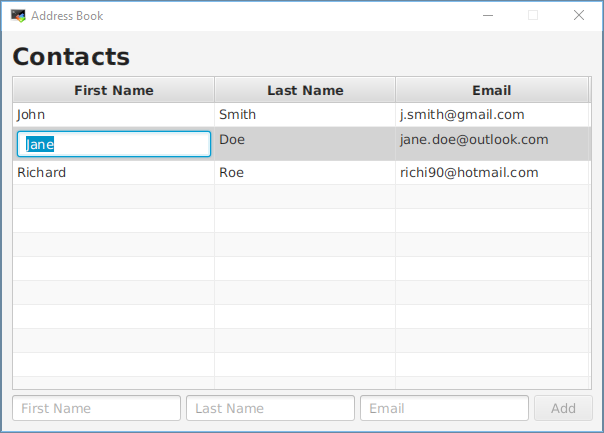 Address Book
Contacts
First Name Last Name Email
John Smith j.smith@gmail.com
Jane Doe jane.doe@outlook.com
Richard Roe richi90@hotmail.com
First Name Last Name Email Add